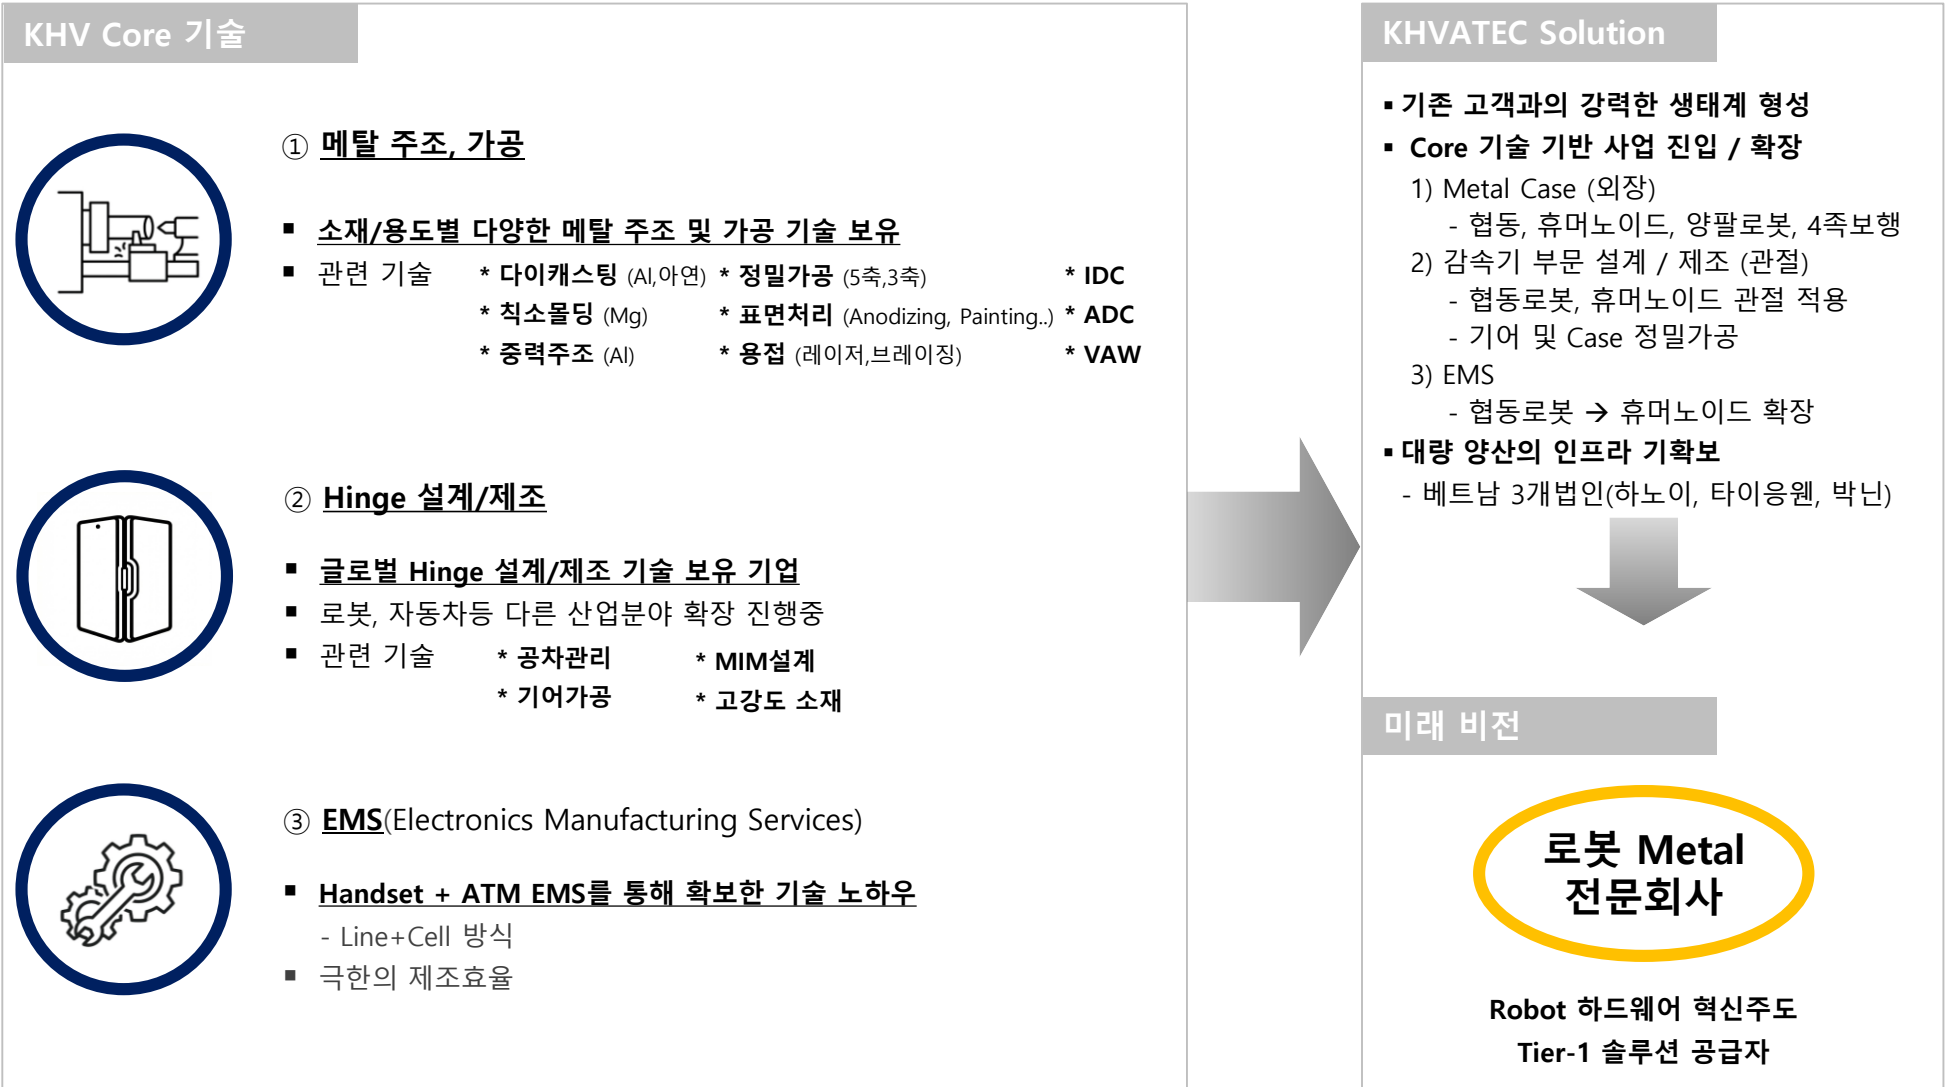 KHV Core 기술
① 메탈 주조, 가공
▪ 소재/용도별 다양한 메탈 주조 및 가공 기술 보유
▪ 관련 기술 * 다이캐스팅 (Al,아연) * 정밀가공 (5축,3축) * IDC
* 칙소몰딩 (Mg) * 표면처리 (Anodizing, Painting..) * ADC
* 중력주조 (Al) * 용접 (레이저,브레이징) * VAW
② Hinge 설계/제조
▪ 글로벌 Hinge 설계/제조 기술 보유 기업
▪ 로봇, 자동차등 다른 산업분야 확장 진행중
▪ 관련 기술 * 공차관리 * MIM설계
* 기어가공 * 고강도 소재
③ EMS(Electronics Manufacturing Services)
▪ Handset + ATM EMS를 통해 확보한 기술 노하우
- Line+Cell 방식
▪ 극한의 제조효율
KHVATEC Solution
▪ 기존 고객과의 강력한 생태계 형성
▪ Core 기술 기반 사업 진입 / 확장
1) Metal Case (외장)
- 협동, 휴머노이드, 양팔로봇, 4족보행
2) 감속기 부문 설계 / 제조 (관절)
- 협동로봇, 휴머노이드 관절 적용
- 기어 및 Case 정밀가공
3) EMS
- 협동로봇 → 휴머노이드 확장
▪ 대량 양산의 인프라 기확보
- 베트남 3개법인(하노이, 타이응웬, 박닌)
미래 비전
로봇 Metal
전문회사
Robot 하드웨어 혁신주도
Tier-1 솔루션 공급자